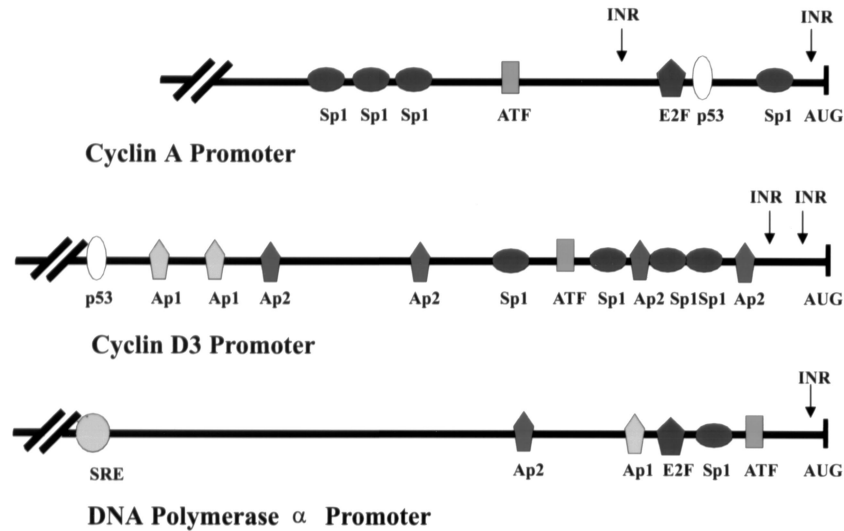 INR INR
Sp1 Sp1 Sp1 ATF E2F p53 Sp1 AUG
Cyclin A Promoter
INR INR
p53 Ap1 Ap1 Ap2 Ap2 Sp1 ATF Sp1 Ap2 Sp1Sp1 Ap2 AUG
Cyclin D3 Promoter
INR
SRE Ap2 Ap1 E2F Sp1 ATF AUG
DNA Polymerase α Promoter